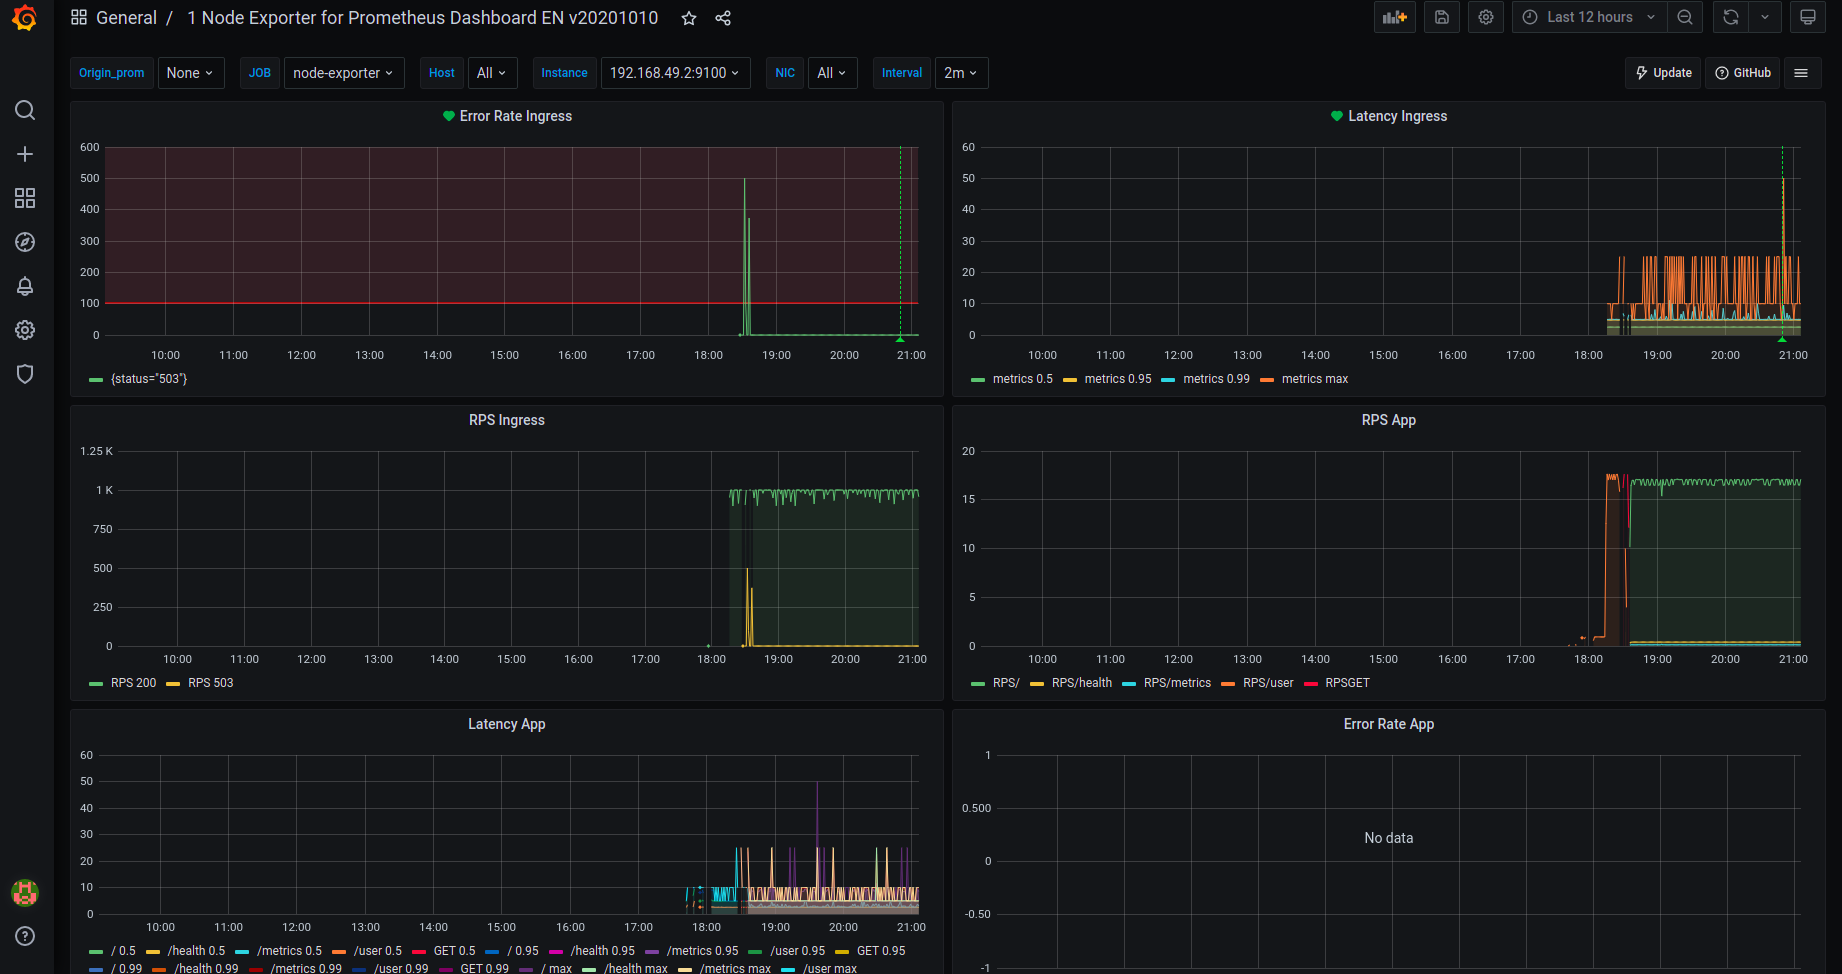 General / 1 Node Exporter for Prometheus Dashboard EN v20201010 Last 12 hours
Origin_prom None JOB node-exporter Host All Instance 192.168.49.2:9100 NIC All Interval 2m Update GitHub
Error Rate Ingress
600
500
400
300
200
100
0
10:00 11:00 12:00 13:00 14:00 15:00 16:00 17:00 18:00 19:00 20:00 21:00
{status="503"}
Latency Ingress
60
50
40
30
20
10
0
10:00 11:00 12:00 13:00 14:00 15:00 16:00 17:00 18:00 19:00 20:00 21:00
metrics 0.5 metrics 0.95 metrics 0.99 metrics max
RPS Ingress
1.25 K
1 K
750
500
250
0
10:00 11:00 12:00 13:00 14:00 15:00 16:00 17:00 18:00 19:00 20:00 21:00
RPS 200 RPS 503
RPS App
20
15
10
5
0
10:00 11:00 12:00 13:00 14:00 15:00 16:00 17:00 18:00 19:00 20:00 21:00
RPS/ RPS/health RPS/metrics RPS/user RPSGET
Latency App
60
50
40
30
20
10
0
10:00 11:00 12:00 13:00 14:00 15:00 16:00 17:00 18:00 19:00 20:00 21:00
/ 0.5 /health 0.5 /metrics 0.5 /user 0.5 GET 0.5 / 0.95 /health 0.95 /metrics 0.95 /user 0.95 GET 0.95
/ 0.99 /health 0.99 /metrics 0.99 /user 0.99 GET 0.99 / max /health max /metrics max /user max
Error Rate App
1
0.500
0
-0.50
-1
No data